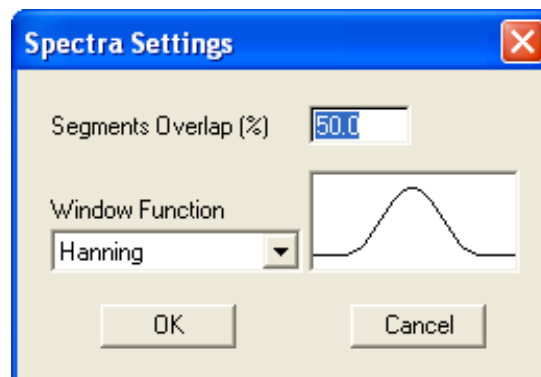 Spectra Settings
Segments Overlap (%) 50.0
Window Function
Hanning
OK Cancel